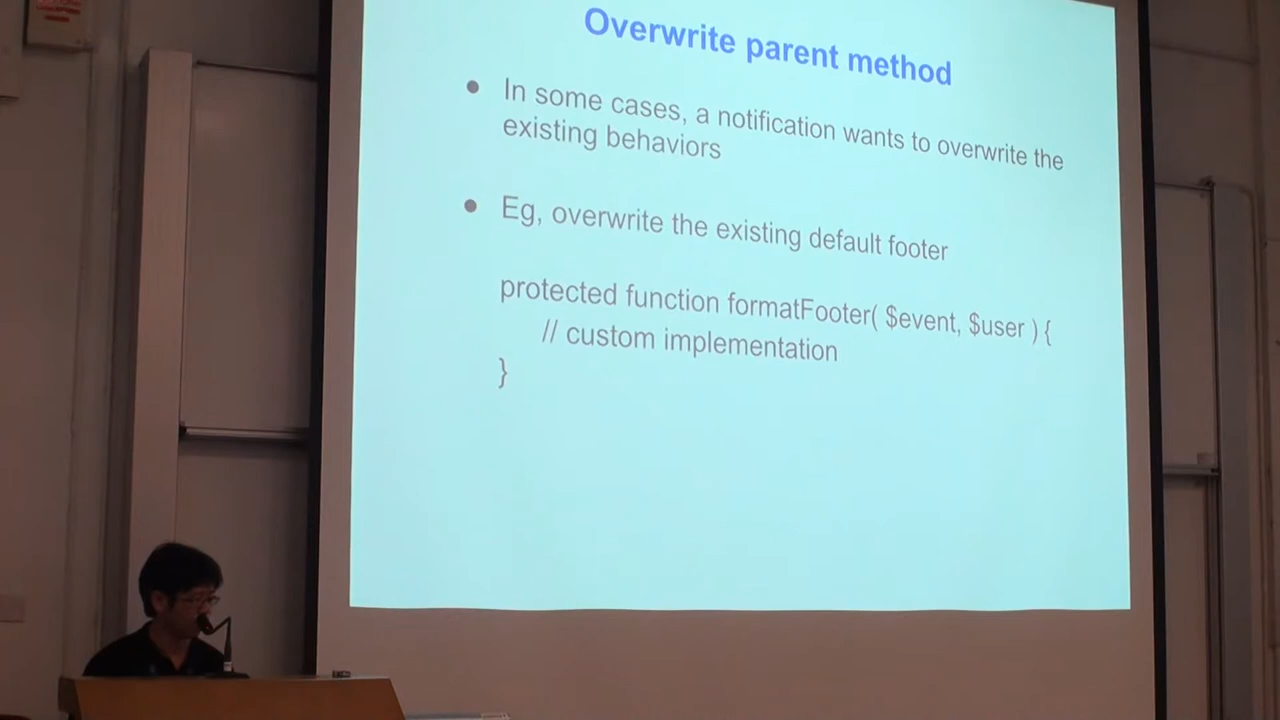 Overwrite parent method
● In some cases, a notification wants to overwrite the
existing behaviors
● Eg, overwrite the existing default footer
protected function formatFooter( $event, $user ) {
// custom implementation
}